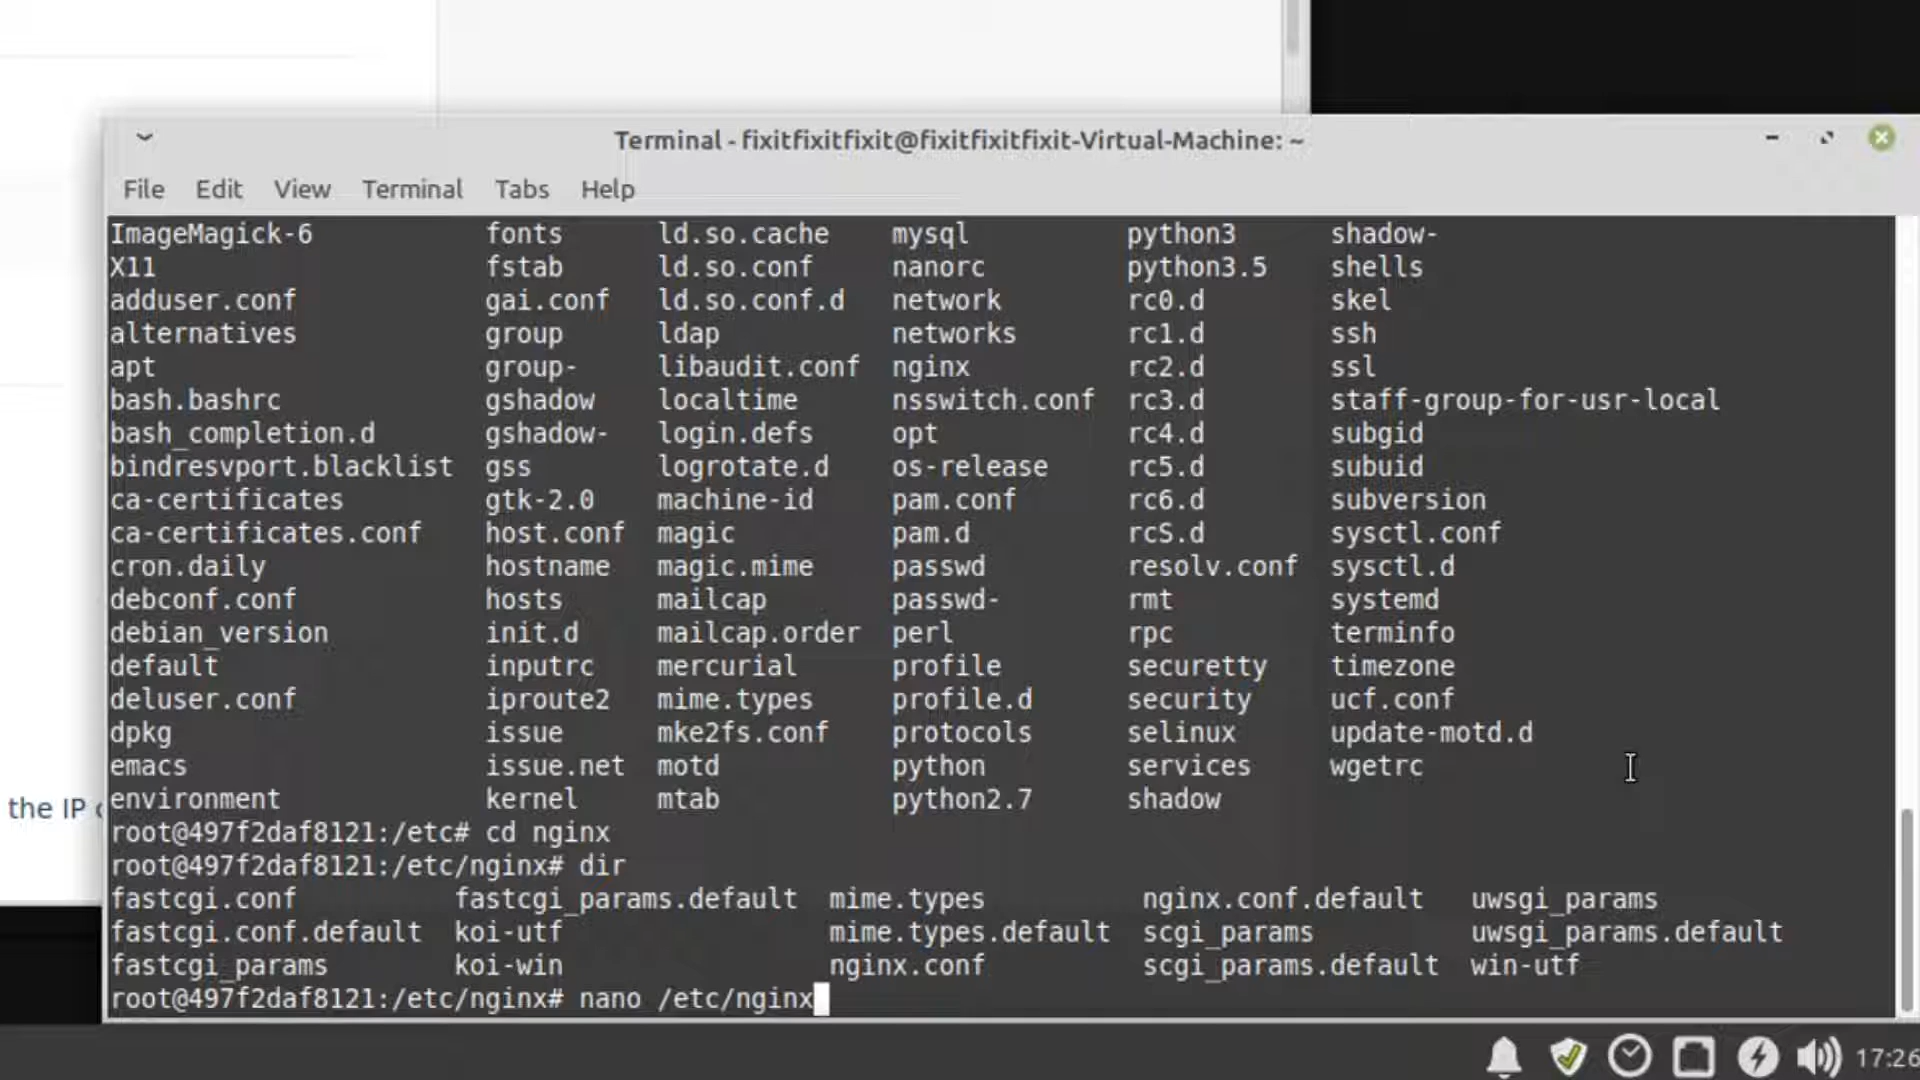 Terminal - fixitfixitfixit@fixitfixitfixit-Virtual-Machine: ~
File Edit View Terminal Tabs Help
ImageMagick-6 fonts ld.so.cache mysql python3 shadow-
X11 fstab ld.so.conf nanorc python3.5 shells
adduser.conf gai.conf ld.so.conf.d network rc0.d skel
alternatives group ldap networks rc1.d ssh
apt group- libaudit.conf nginx rc2.d ssl
bash.bashrc gshadow localtime nsswitch.conf rc3.d staff-group-for-usr-local
bash_completion.d gshadow- login.defs opt rc4.d subgid
bindresvport.blacklist gss logrotate.d os-release rc5.d subuid
ca-certificates gtk-2.0 machine-id pam.conf rc6.d subversion
ca-certificates.conf host.conf magic pam.d rcS.d sysctl.conf
cron.daily hostname magic.mime passwd resolv.conf sysctl.d
debconf.conf hosts mailcap passwd- rmt systemd
debian_version init.d mailcap.order perl rpc terminfo
default inputrc mercurial profile securetty timezone
deluser.conf iproute2 mime.types profile.d security ucf.conf
dpkg issue mke2fs.conf protocols selinux update-motd.d
emacs issue.net motd python services wgetrc
environment kernel mtab python2.7 shadow
the IP
root@497f2daf8121:/etc# cd nginx
root@497f2daf8121:/etc/nginx# dir
fastcgi.conf fastcgi_params.default mime.types nginx.conf.default uwsgi_params
fastcgi.conf.default koi-utf mime.types.default scgi_params uwsgi_params.default
fastcgi_params koi-win nginx.conf scgi_params.default win-utf
root@497f2daf8121:/etc/nginx# nano /etc/nginx
17:26